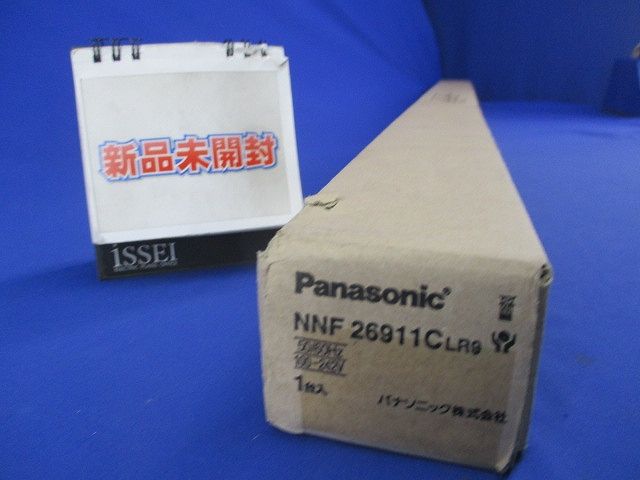 新品未開封
iSSEI
Panasonic
NNF 26911C LR9
50/60Hz
100-242V
1台入
パナソニック株式会社